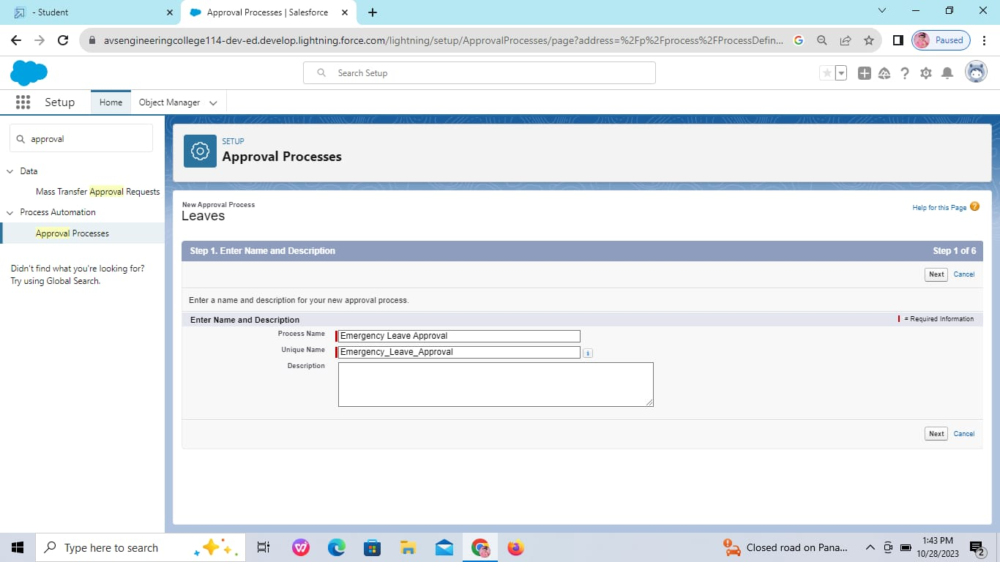 - Student
Approval Processes | Salesforce
avsengineeringcollege114-dev-ed.develop.lightning.force.com/lightning/setup/ApprovalProcesses/page?address=%2Fp%2Fprocess%2FProcessDefin...
Paused
Search Setup
Setup
Home
Object Manager
approval
Data
Mass Transfer Approval Requests
Process Automation
Approval Processes
Didn't find what you're looking for?
Try using Global Search.
SETUP
Approval Processes
New Approval Process
Leaves
Help for this Page
Step 1. Enter Name and Description
Step 1 of 6
Next Cancel
Enter a name and description for your new approval process.
Enter Name and Description
= Required Information
Process Name Emergency Leave Approval
Unique Name Emergency_Leave_Approval
Description
Next Cancel
Type here to search
Closed road on Pana...
1:43 PM
10/28/2023
2